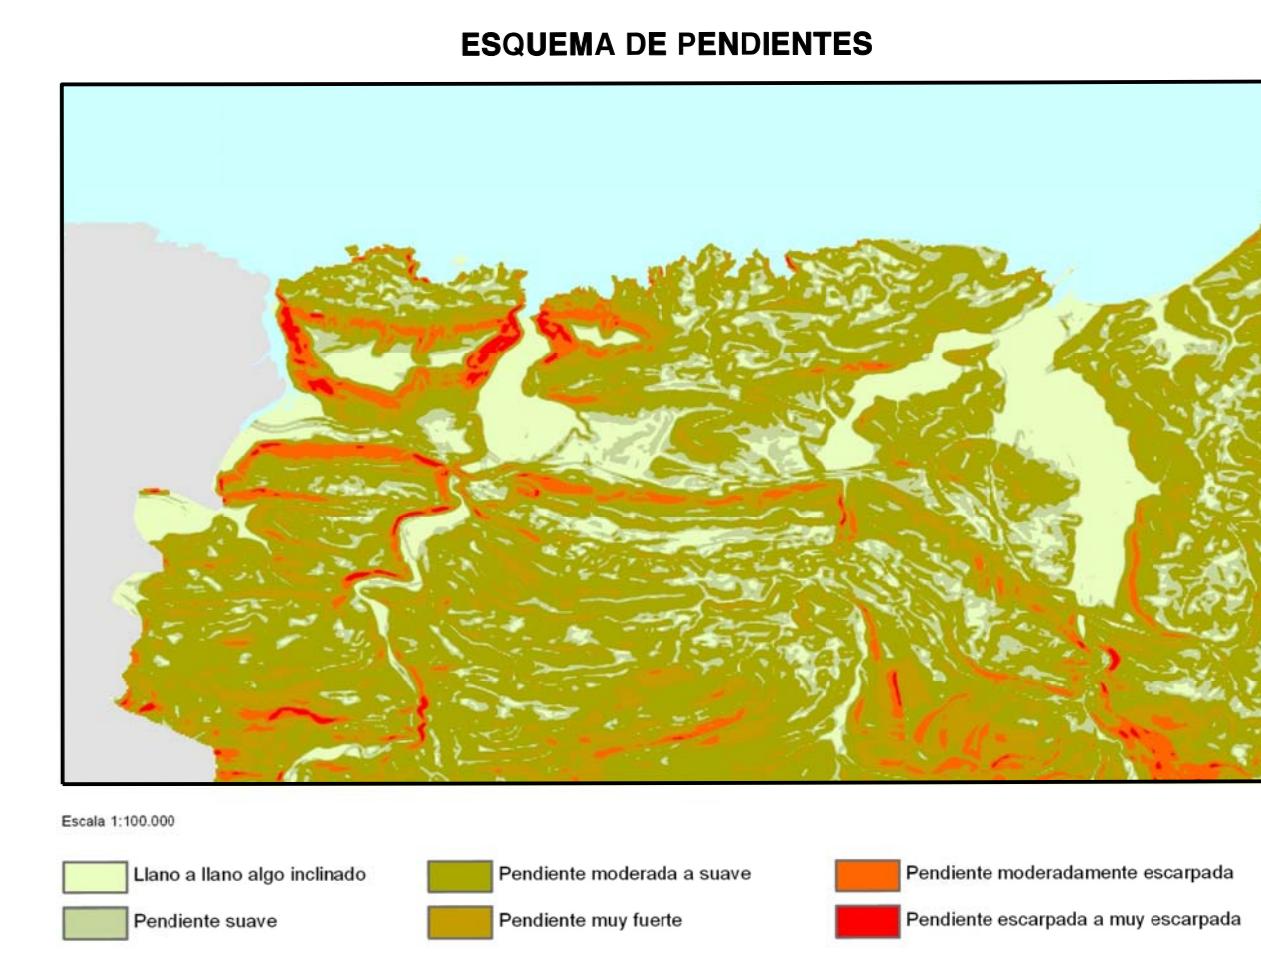 ESQUEMA DE PENDIENTES
Escala 1:100.000
Llano a llano algo inclinado
Pendiente moderada a suave
Pendiente moderadamente escarpada
Pendiente suave
Pendiente muy fuerte
Pendiente escarpada a muy escarpada